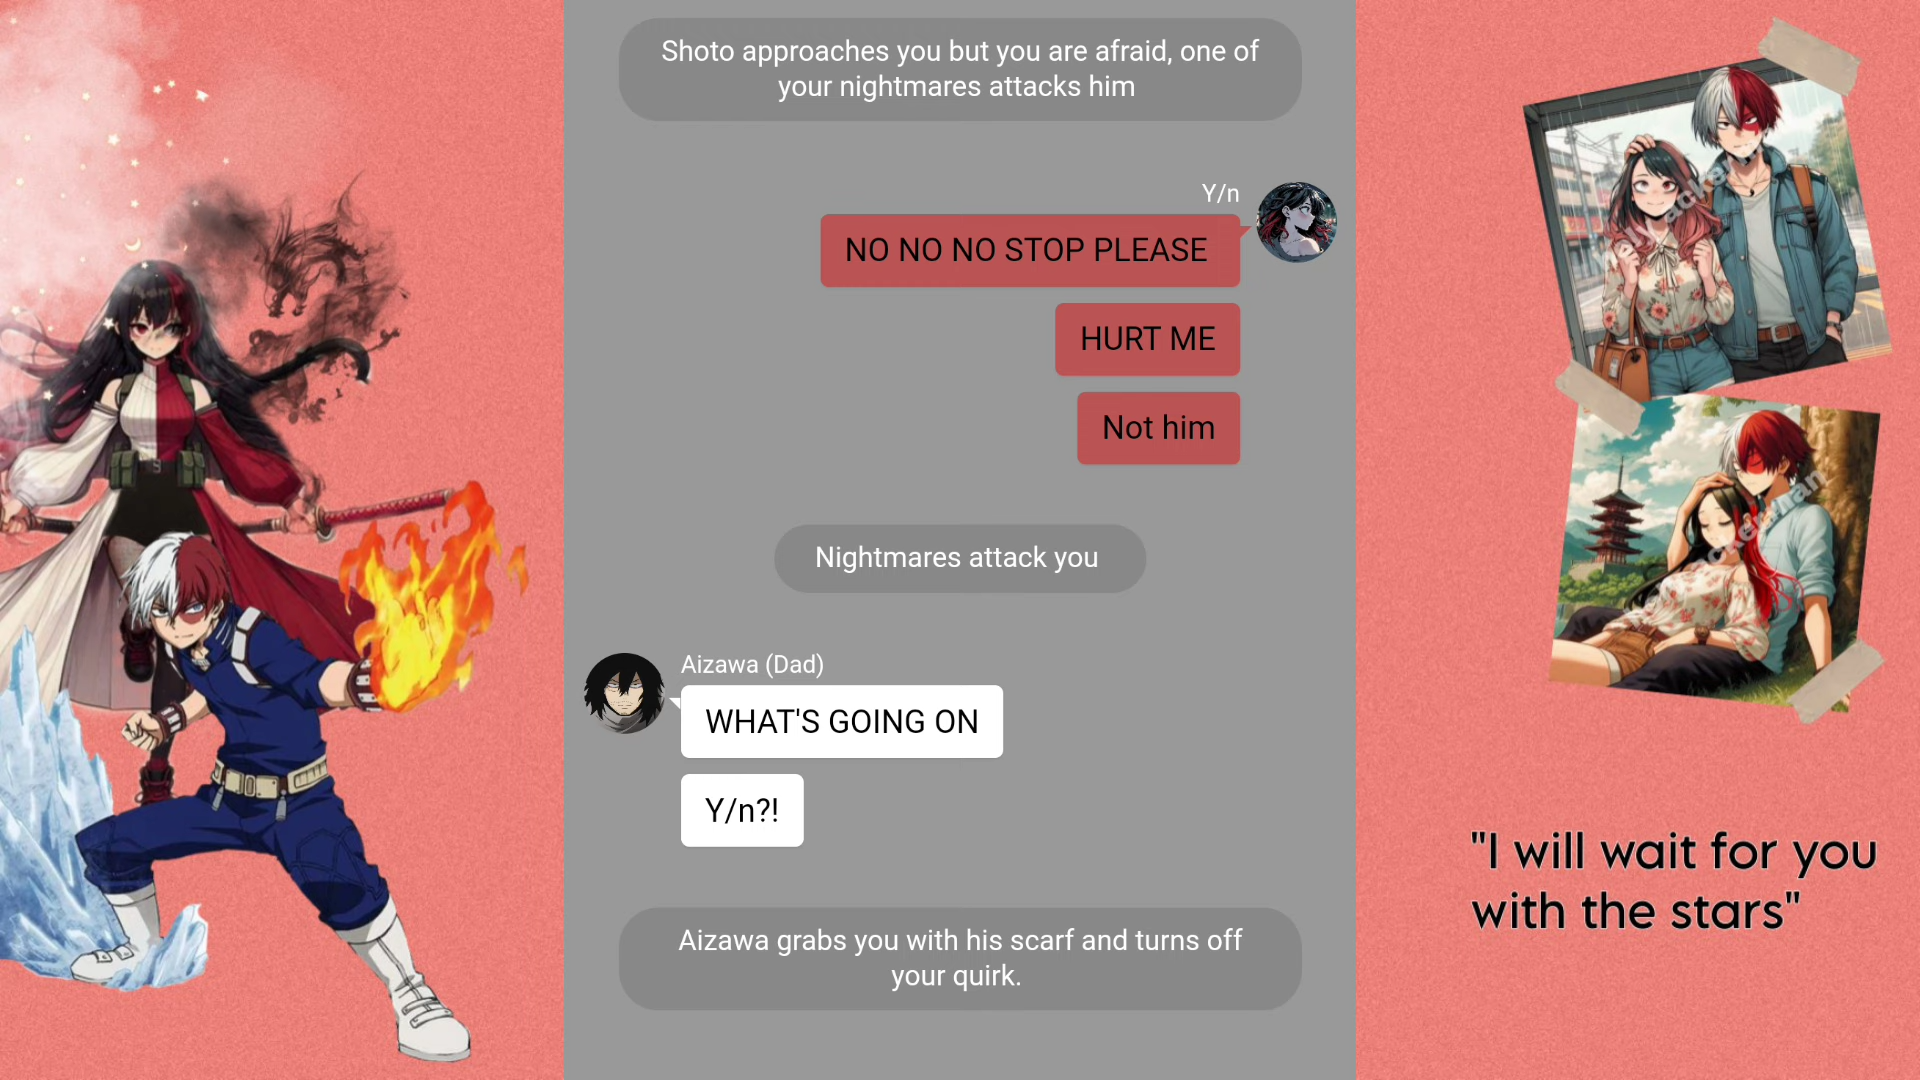 Shoto approaches you but you are afraid, one of
your nightmares attacks him
Y/n
NO NO NO STOP PLEASE
HURT ME
Not him
Nightmares attack you
Aizawa (Dad)
WHAT'S GOING ON
Y/n?!
Aizawa grabs you with his scarf and turns off
your quirk.
"I will wait for you
with the stars"